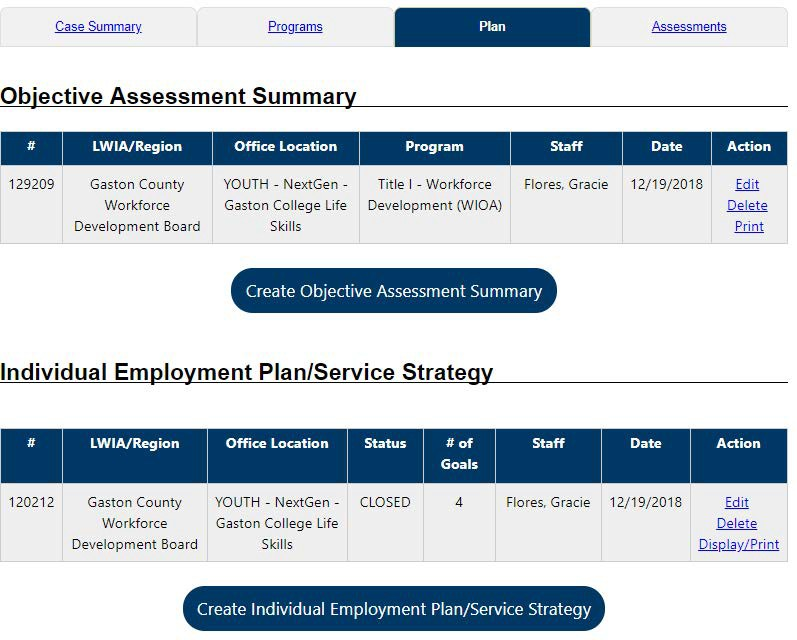 Case Summary Programs Plan Assessments
Objective Assessment Summary
# LWIA/Region Office Location Program Staff Date Action
129209 Gaston County YOUTH - NextGen - Title I - Workforce Flores, Gracie 12/19/2018 Edit
Workforce Gaston College Life Development (WIOA) Delete
Development Board Skills Print
Create Objective Assessment Summary
Individual Employment Plan/Service Strategy
# LWIA/Region Office Location Status # of Staff Date Action
Goals
120212 Gaston County YOUTH - NextGen - CLOSED 4 Flores, Gracie 12/19/2018 Edit
Workforce Gaston College Life Delete
Development Board Skills Display/Print
Create Individual Employment Plan/Service Strategy